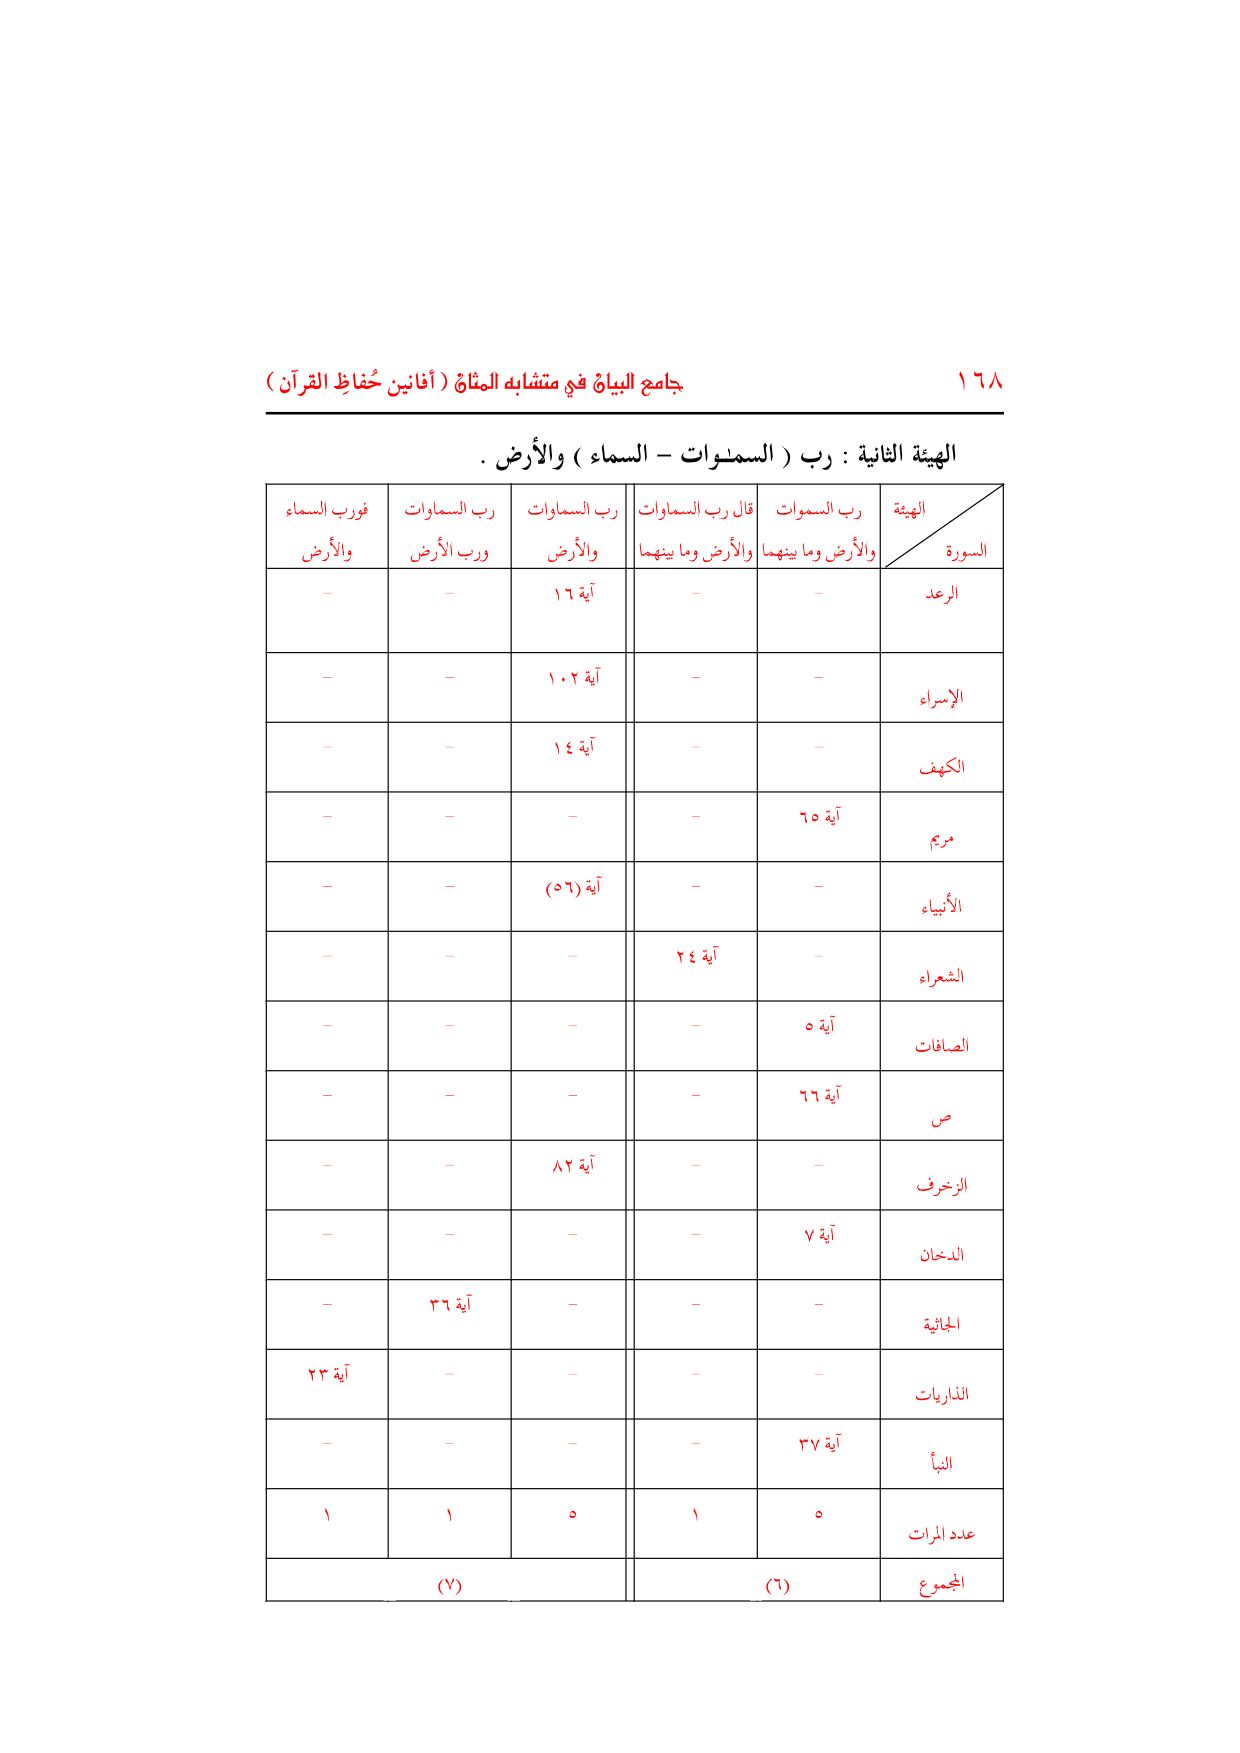 ١٦٨ جامع البيان في متشابه المثان ( أفانين حُفاظِ القرآن )
الهيئة الثانية : رب ( السمـٰوات – السماء ) والأرض .
الهيئة رب السموات قال رب السماوات رب السماوات رب السماوات فورب السماء
السورة والأرض وما بينهما والأرض وما بينهما والأرض ورب الأرض والأرض
الرعد – – آية ١٦ – –
الإسراء – – آية ١٠٢ – –
الكهف – – آية ١٤ – –
مريم آية ٦٥ – – – –
الأنبياء – – آية (٥٦) – –
الشعراء – آية ٢٤ – – –
الصافات آية ٥ – – – –
ص آية ٦٦ – – – –
الزخرف – – آية ٨٢ – –
الدخان آية ٧ – – – –
الجاثية – – – آية ٣٦ –
الذاريات – – – – آية ٢٣
النبأ آية ٣٧ – – – –
عدد المرات ٥ ١ ٥ ١ ١
المجموع (٦) (٧)